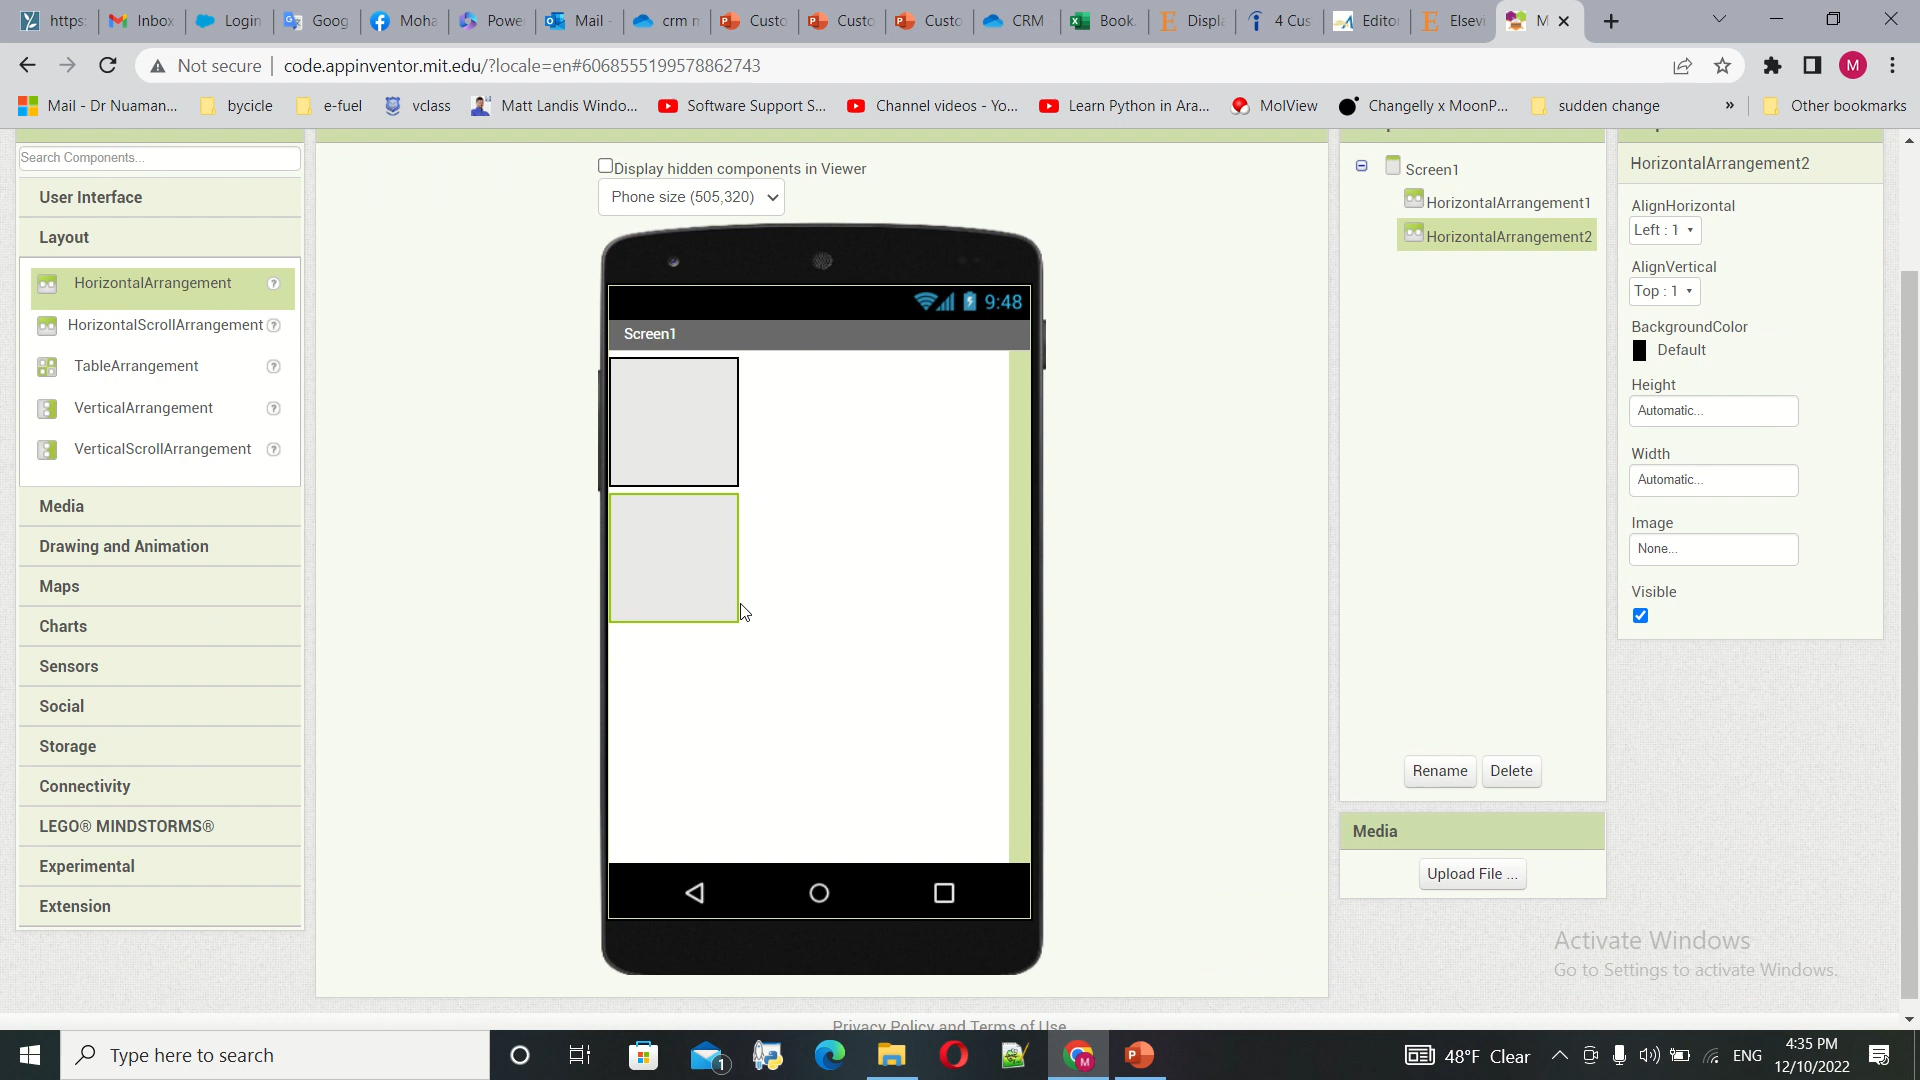 https:
Inbox
Login
Goog
Moha
Powe
Mail -
crm m
Custo
Custo
Custo
CRM
Book.
Displa
4 Cus
Edito
Elsevi
M
Not secure
code.appinventor.mit.edu/?locale=en#6068555199578862743
Mail - Dr Nuaman...
bycicle
e-fuel
vclass
Matt Landis Windo...
Software Support S...
Channel videos - Yo...
Learn Python in Ara...
MolView
Changelly x MoonP...
sudden change
»
Other bookmarks
Search Components...
User Interface
Layout
HorizontalArrangement
HorizontalScrollArrangement
TableArrangement
VerticalArrangement
VerticalScrollArrangement
Media
Drawing and Animation
Maps
Charts
Sensors
Social
Storage
Connectivity
LEGO® MINDSTORMS®
Experimental
Extension
Display hidden components in Viewer
Phone size (505,320)
9:48
Screen1
Screen1
HorizontalArrangement1
HorizontalArrangement2
Rename
Delete
Media
Upload File ...
HorizontalArrangement2
AlignHorizontal
Left : 1
AlignVertical
Top : 1
BackgroundColor
Default
Height
Automatic...
Width
Automatic...
Image
None...
Visible
Activate Windows
Go to Settings to activate Windows.
Privacy Policy and Terms of Use
Type here to search
1
48°F Clear
ENG
4:35 PM
12/10/2022